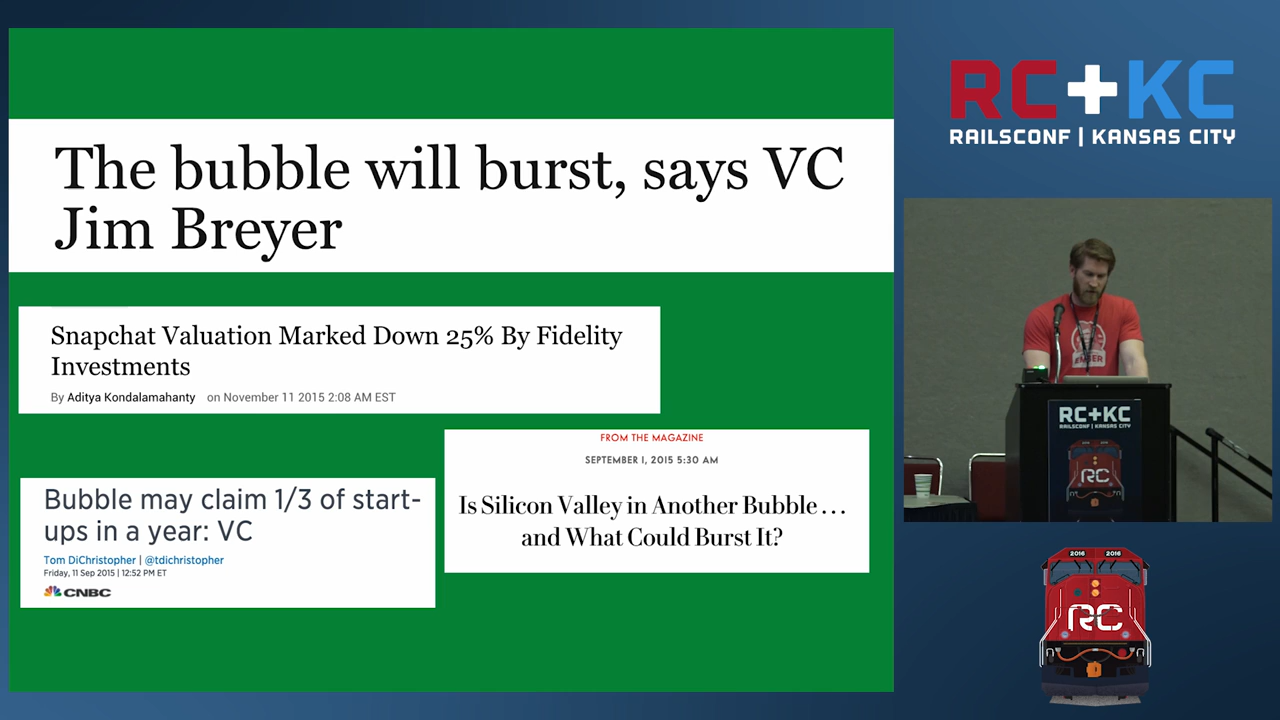 The bubble will burst, says VC
Jim Breyer
Snapchat Valuation Marked Down 25% By Fidelity
Investments
By Aditya Kondalamahanty on November 11 2015 2:08 AM EST
Bubble may claim 1/3 of start-
ups in a year: VC
Tom DiChristopher | @tdichristopher
Friday, 11 Sep 2015 | 12:52 PM ET
CNBC
FROM THE MAGAZINE
SEPTEMBER 1, 2015 5:30 AM
Is Silicon Valley in Another Bubble . . .
and What Could Burst It?
RC+KC
RAILSCONF | KANSAS CITY
EMBER
RC+KC
RAILSCONF | KANSAS CITY
RC
2016 2016
RC